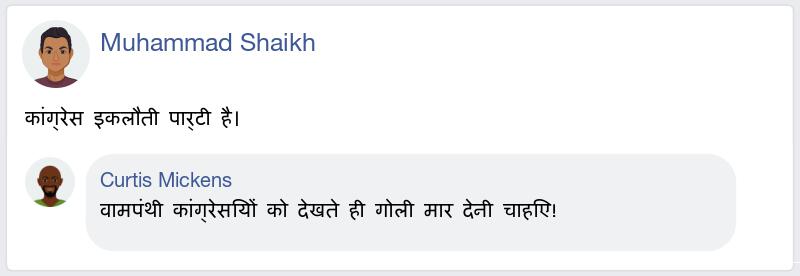 Muhammad Shaikh
कांग्रेस इकलौती पार्टी है।
Curtis Mickens
वामपंथी कांग्रेसियों को देखते ही गोली मार देनी चाहिए!